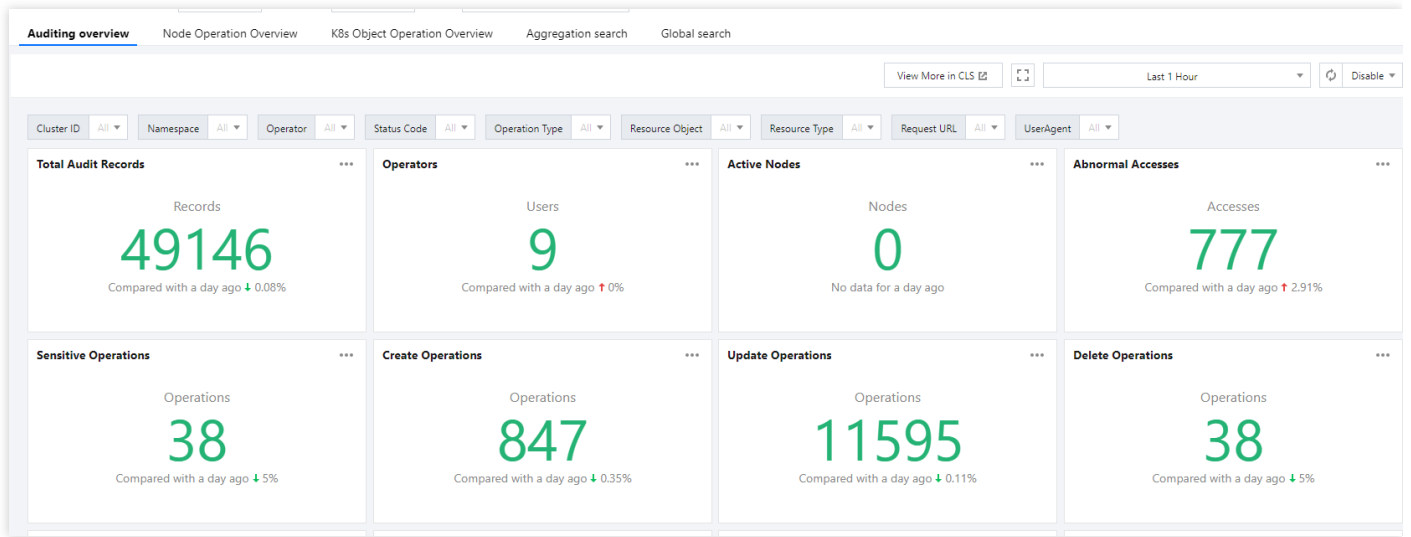 Auditing overview Node Operation Overview K8s Object Operation Overview Aggregation search Global search
View More in CLS Last 1 Hour Disable
Cluster ID All Namespace All Operator All Status Code All Operation Type All Resource Object All Resource Type All Request URL All UserAgent All
Total Audit Records ••• Operators ••• Active Nodes ••• Abnormal Accesses •••
Records Users Nodes Accesses
49146 9 0 777
Compared with a day ago ↓ 0.08% Compared with a day ago ↑ 0% No data for a day ago Compared with a day ago ↑ 2.91%
Sensitive Operations ••• Create Operations ••• Update Operations ••• Delete Operations •••
Operations Operations Operations Operations
38 847 11595 38
Compared with a day ago ↓ 5% Compared with a day ago ↓ 0.35% Compared with a day ago ↓ 0.11% Compared with a day ago ↓ 5%